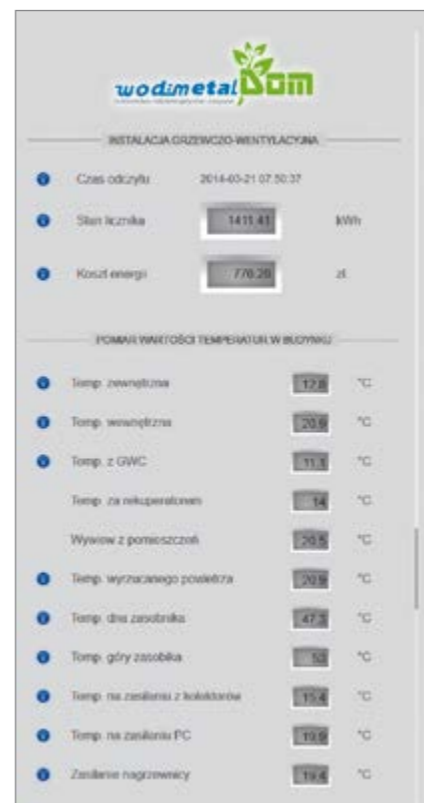 wodimetal Dom
INSTALACJA GRZEWCZO-WENTYLACYJNA
Czas odczytu 2014-03-21 07:50:37
Stan licznika 1411.41 kWh
Koszt energii 776.28 zł
POMIAR WARTOŚCI TEMPERATUR W BUDYNKU
Temp. zewnętrzna 12.8 °C
Temp. wewnętrzna 20.9 °C
Temp. z GWC 11.3 °C
Temp. za rekuperatorem 14 °C
Wywiew z pomieszczeń 20.5 °C
Temp. wyrzucanego powietrza 20.9 °C
Temp. dna zasobnika 47.3 °C
Temp. góry zasobika 50 °C
Temp. na zasilaniu z kolektorów 15.4 °C
Temp. na zasilaniu PC 19.9 °C
Zasilanie nagrzewnicy 19.4 °C